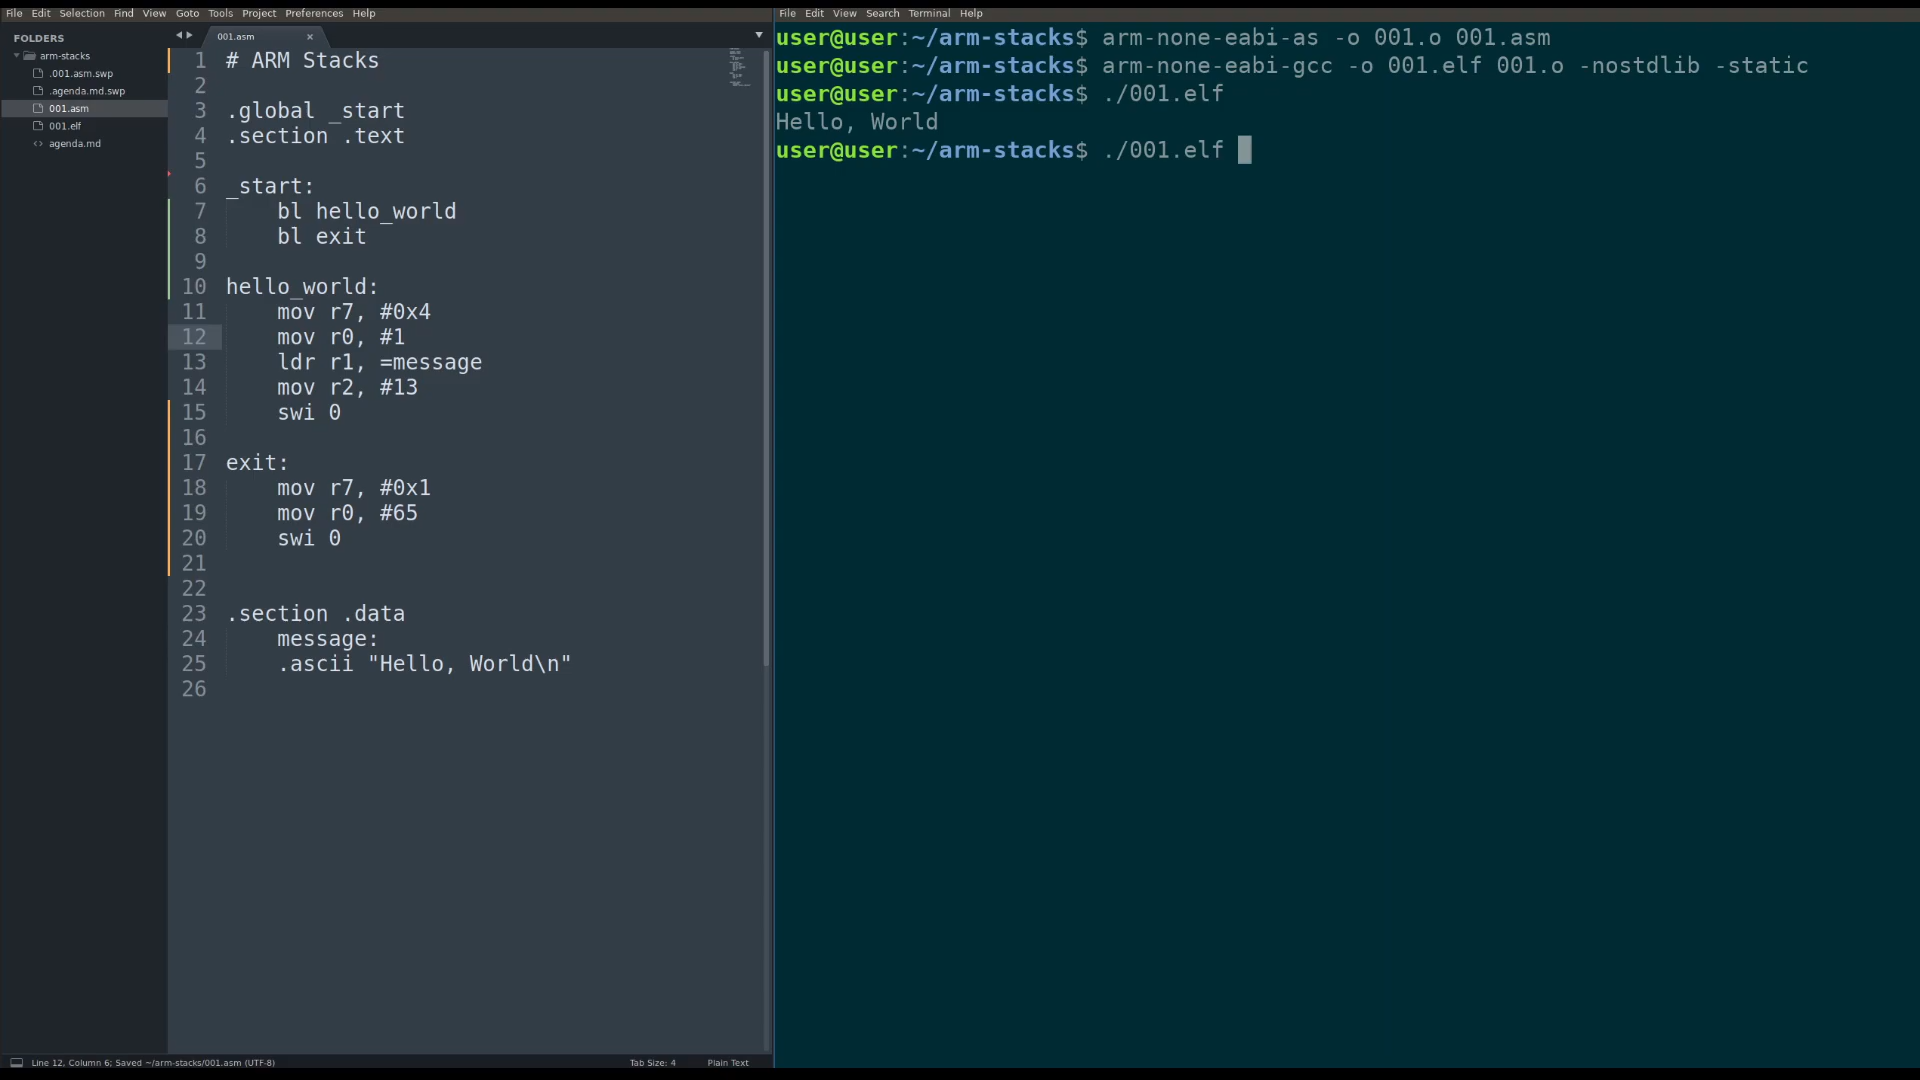 File Edit Selection Find View Goto Tools Project Preferences Help
FOLDERS
arm-stacks
.001.asm.swp
.agenda.md.swp
001.asm
001.elf
agenda.md
001.asm ×
1 # ARM Stacks
2
3 .global _start
4 .section .text
5
6 _start:
7 bl hello_world
8 bl exit
9
10 hello_world:
11 mov r7, #0x4
12 mov r0, #1
13 ldr r1, =message
14 mov r2, #13
15 swi 0
16
17 exit:
18 mov r7, #0x1
19 mov r0, #65
20 swi 0
21
22
23 .section .data
24 message:
25 .ascii "Hello, World\n"
26
Line 12, Column 6; Saved ~/arm-stacks/001.asm (UTF-8) Tab Size: 4 Plain Text
File Edit View Search Terminal Help
user@user:~/arm-stacks$ arm-none-eabi-as -o 001.o 001.asm
user@user:~/arm-stacks$ arm-none-eabi-gcc -o 001.elf 001.o -nostdlib -static
user@user:~/arm-stacks$ ./001.elf
Hello, World
user@user:~/arm-stacks$ ./001.elf